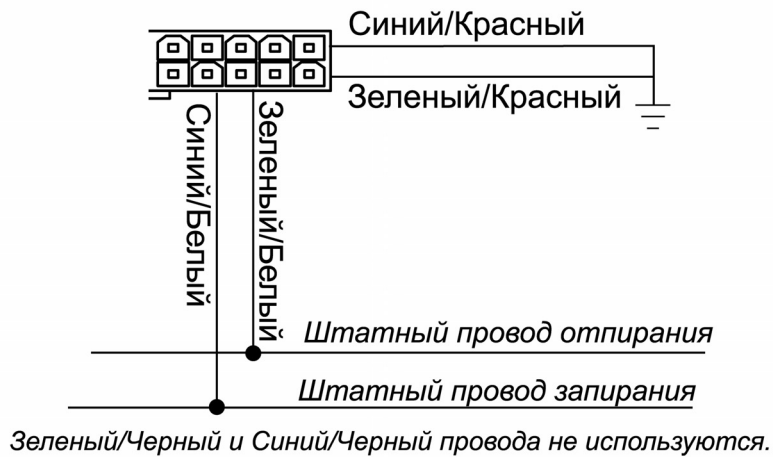 Синий/Красный
Зеленый/Красный
Синий/Белый
Зеленый/Белый
Штатный провод отпирания
Штатный провод запирания
Зеленый/Черный и Синий/Черный провода не используются.